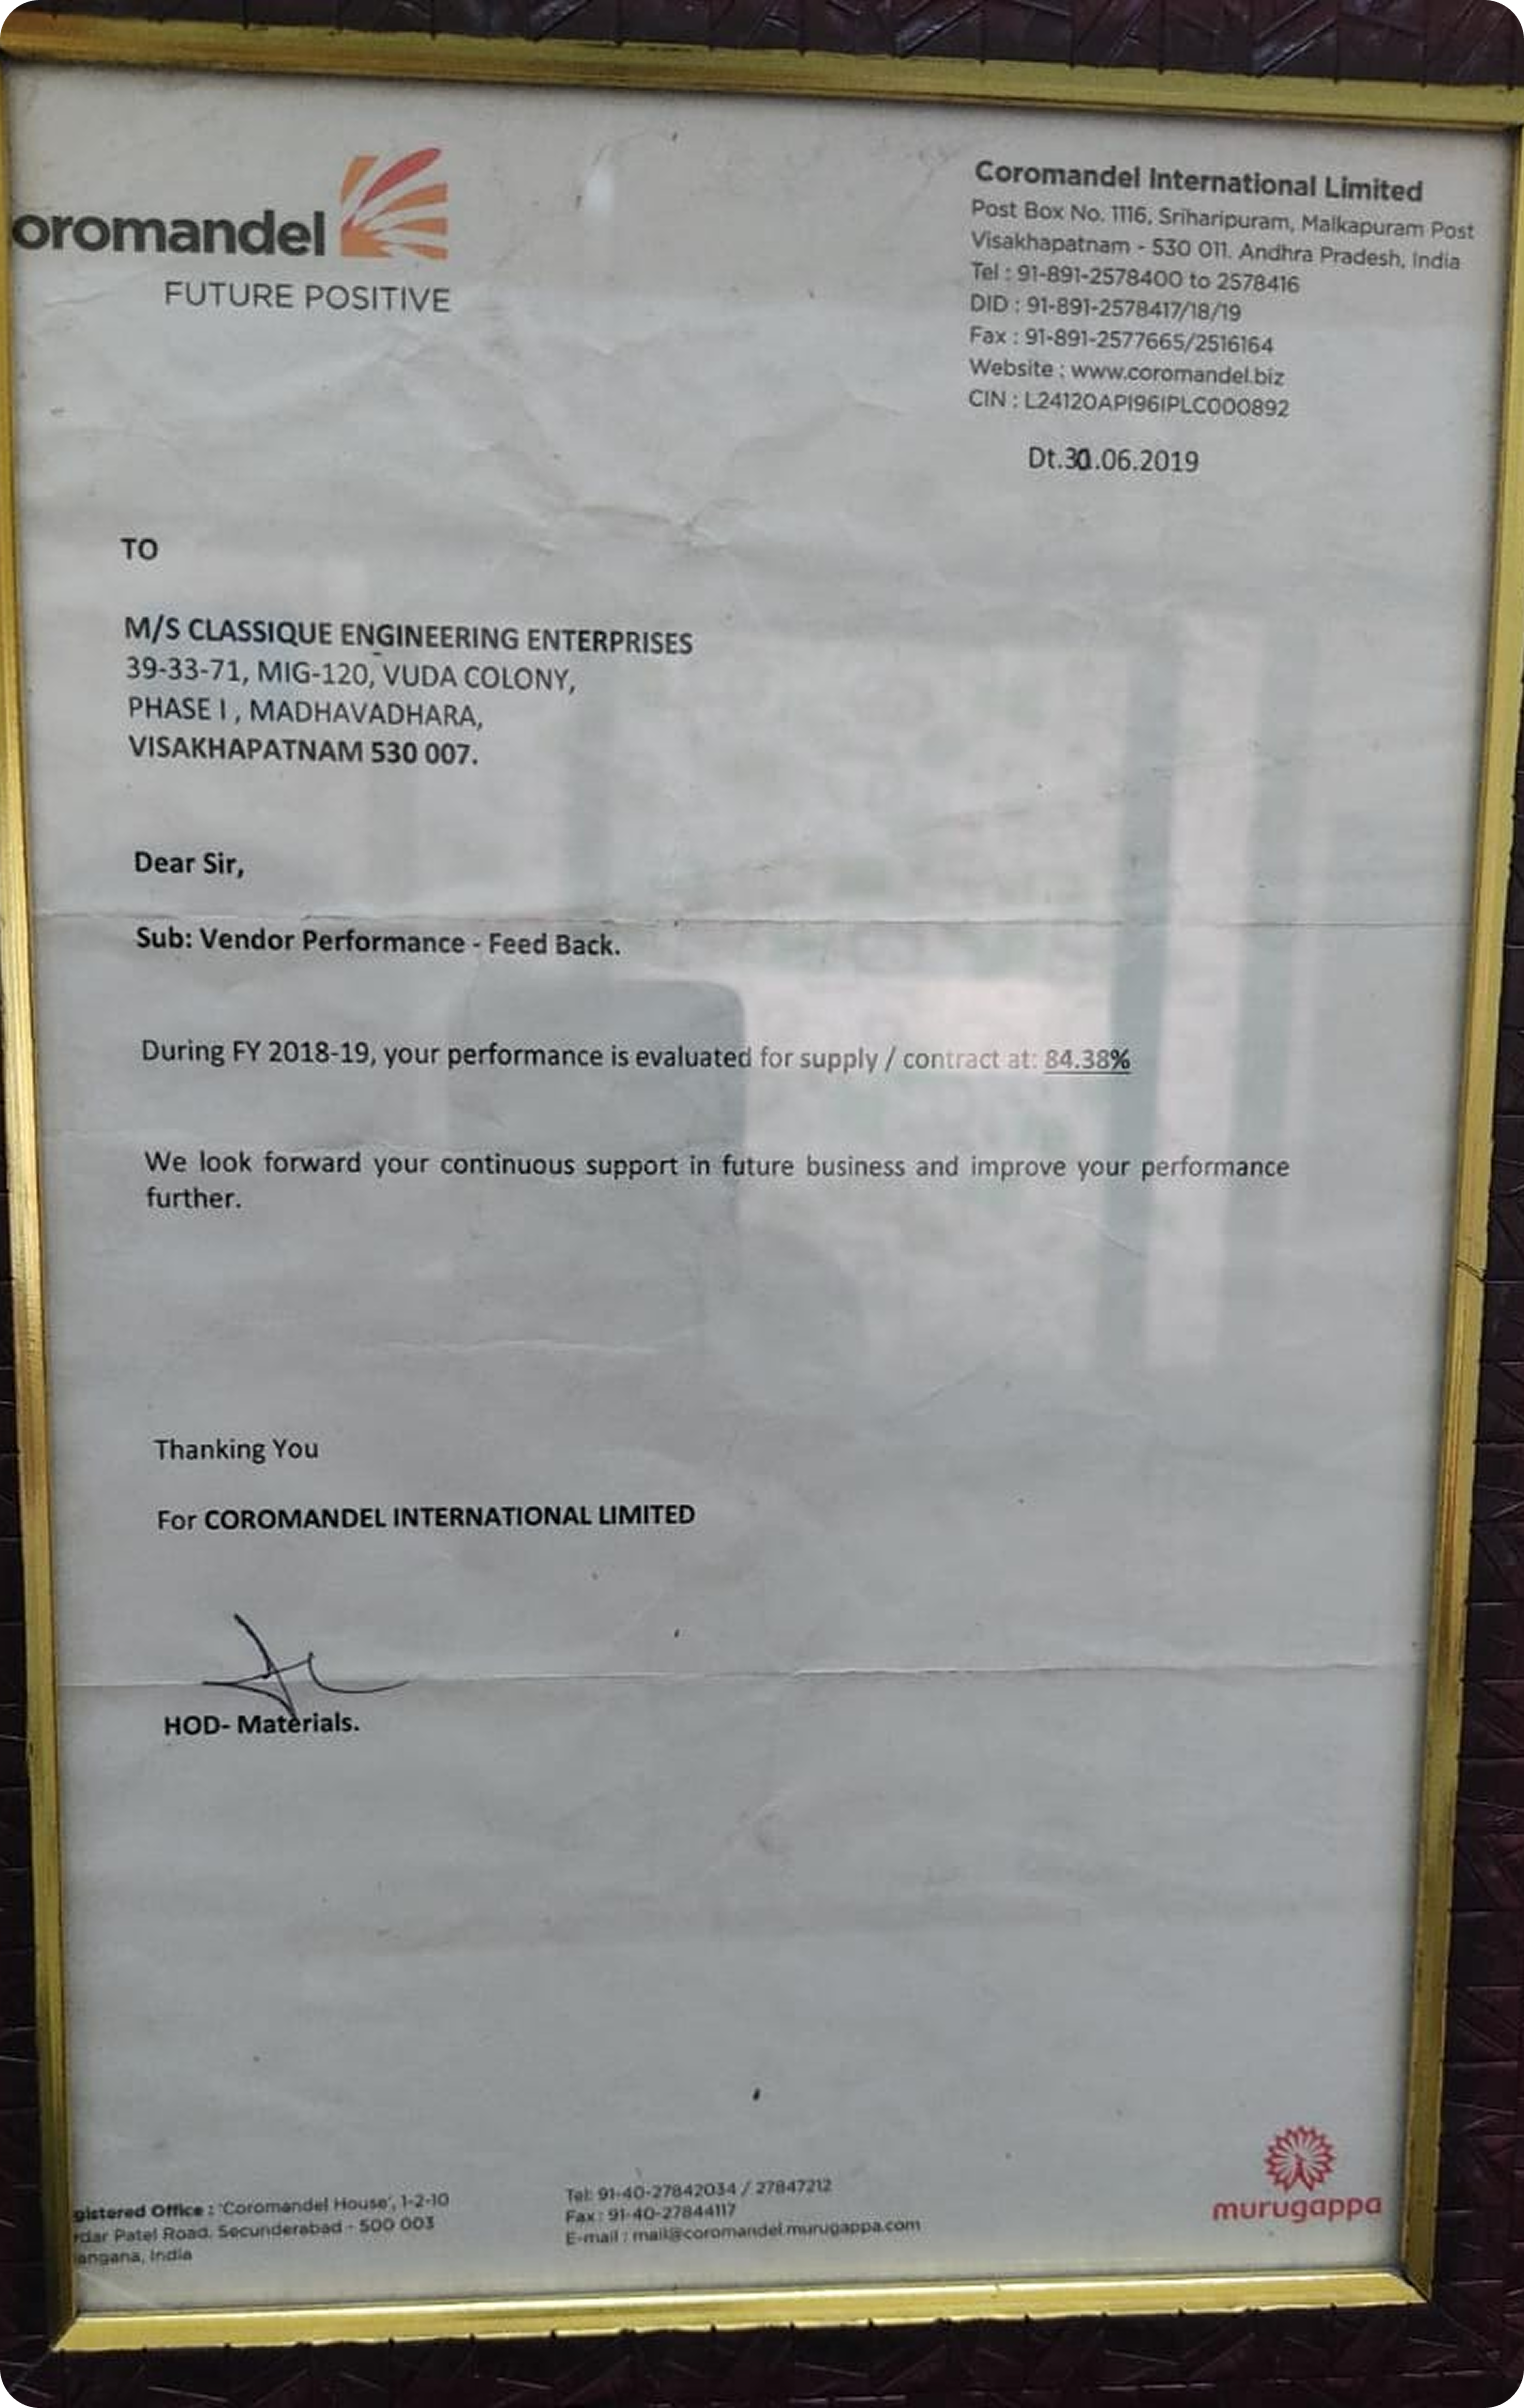 oromandel
FUTURE POSITIVE
Coromandel International Limited
Post Box No. 1116, Sriharipuram, Malkapuram Post
Visakhapatnam - 530 011. Andhra Pradesh, India
Tel : 91-891-2578400 to 2578416
DID : 91-891-2578417/18/19
Fax : 91-891-2577665/2516164
Website : www.coromandel.biz
CIN : L24120AP1961PLC000892
TO
M/S CLASSIQUE ENGINEERING ENTERPRISES
39-33-71, MIG-120, VUDA COLONY,
PHASE I , MADHAVADHARA,
VISAKHAPATNAM 530 007.
Dear Sir,
Sub: Vendor Performance - Feed Back.
During FY 2018-19, your performance is evaluated for supply / contract at: 84.38%
We look forward your continuous support in future business and improve your performance
further.
Thanking You
For COROMANDEL INTERNATIONAL LIMITED
HOD- Materials.
gistered Office : 'Coromandel House', 1-2-10
rdar Patel Road, Secunderabad - 500 003
angana, India
Tel: 91-40-27842034 / 27847212
Fax : 91-40-27844117
E-mail : mail@coromandel.murugappa.com
murugappa